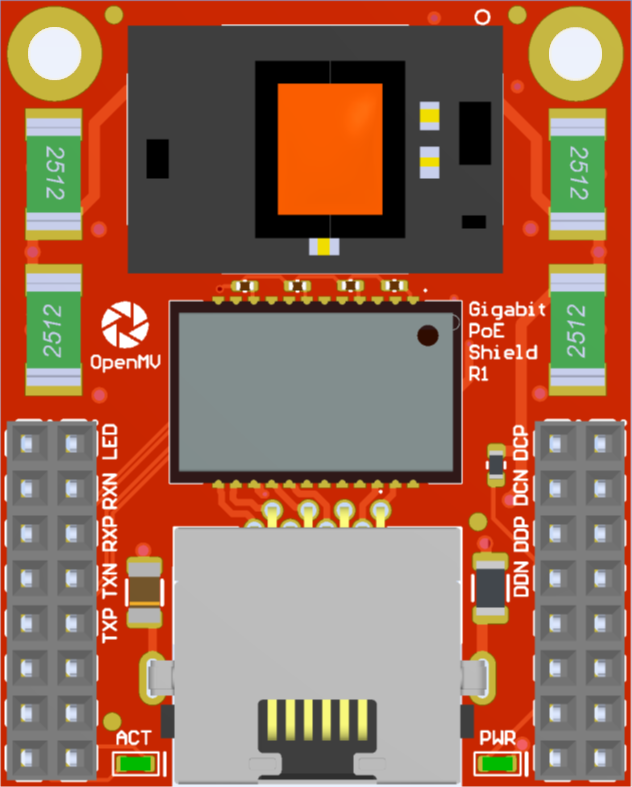 2512
2512
2512
2512
OpenMV
Gigabit
PoE
Shield
R1
LED
RXN
RXP
TXN
TXP
DCP
DCN
DDP
DDN
ACT
PWR